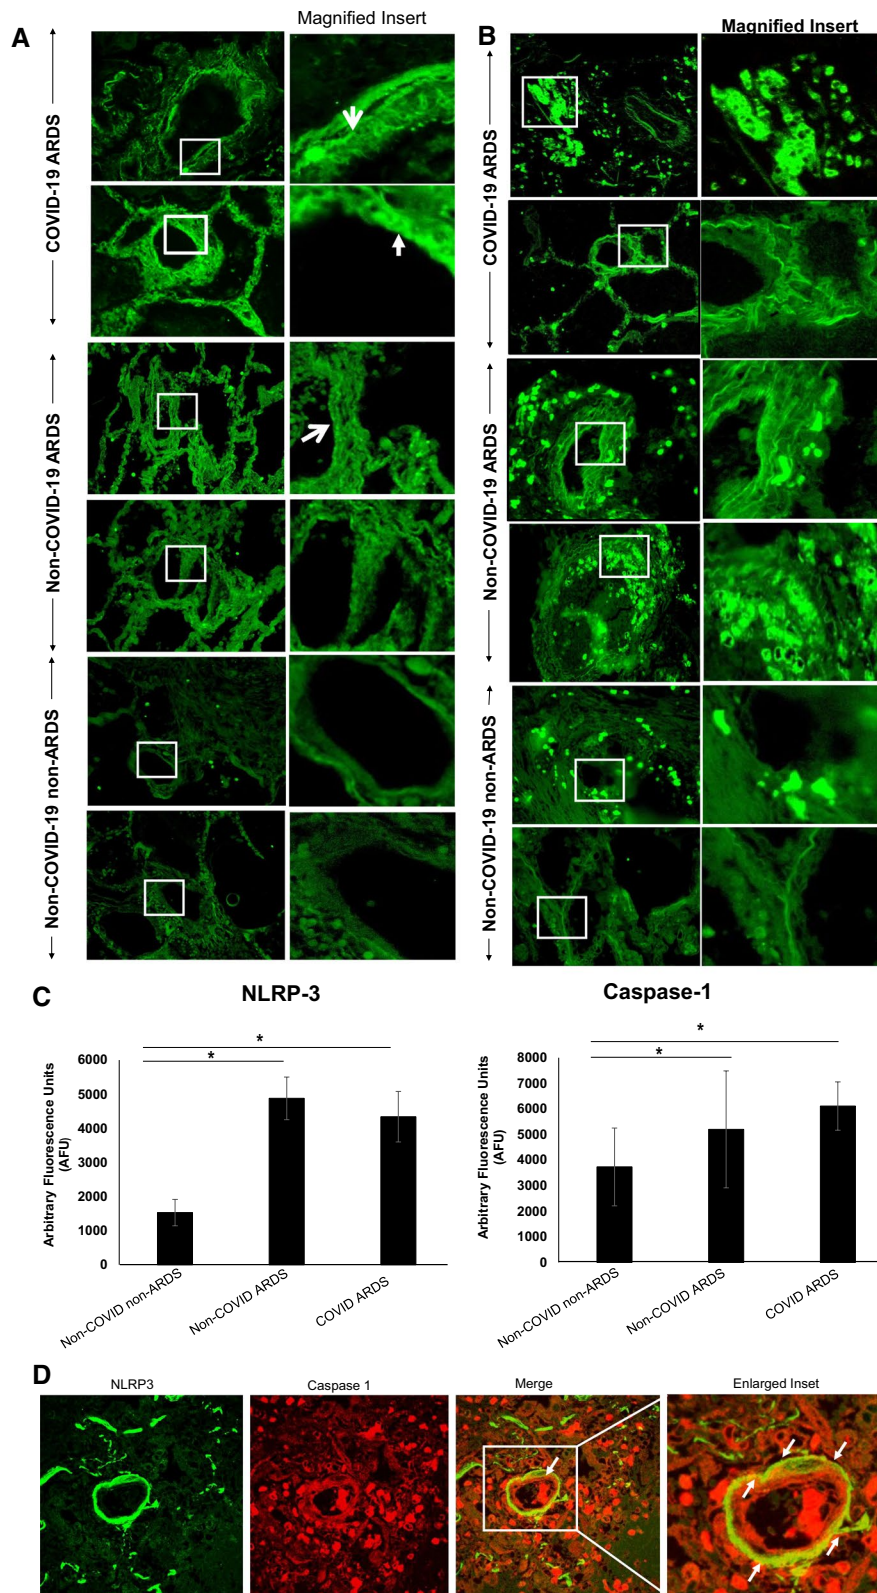 A
Magnified Insert
COVID-19 ARDS
Non-COVID-19 ARDS
Non-COVID-19 non-ARDS
B
Magnified Insert
COVID-19 ARDS
Non-COVID-19 ARDS
Non-COVID-19 non-ARDS
C
NLRP-3
*
*
Arbitrary Fluorescence Units
(AFU)
6000
5000
4000
3000
2000
1000
0
Non-COVID non-ARDS
Non-COVID ARDS
COVID ARDS
Caspase-1
*
*
Arbitrary Fluorescence Units
(AFU)
8000
7000
6000
5000
4000
3000
2000
1000
0
Non-COVID non-ARDS
Non-COVID ARDS
COVID ARDS
D
NLRP3
Caspase 1
Merge
Enlarged Inset